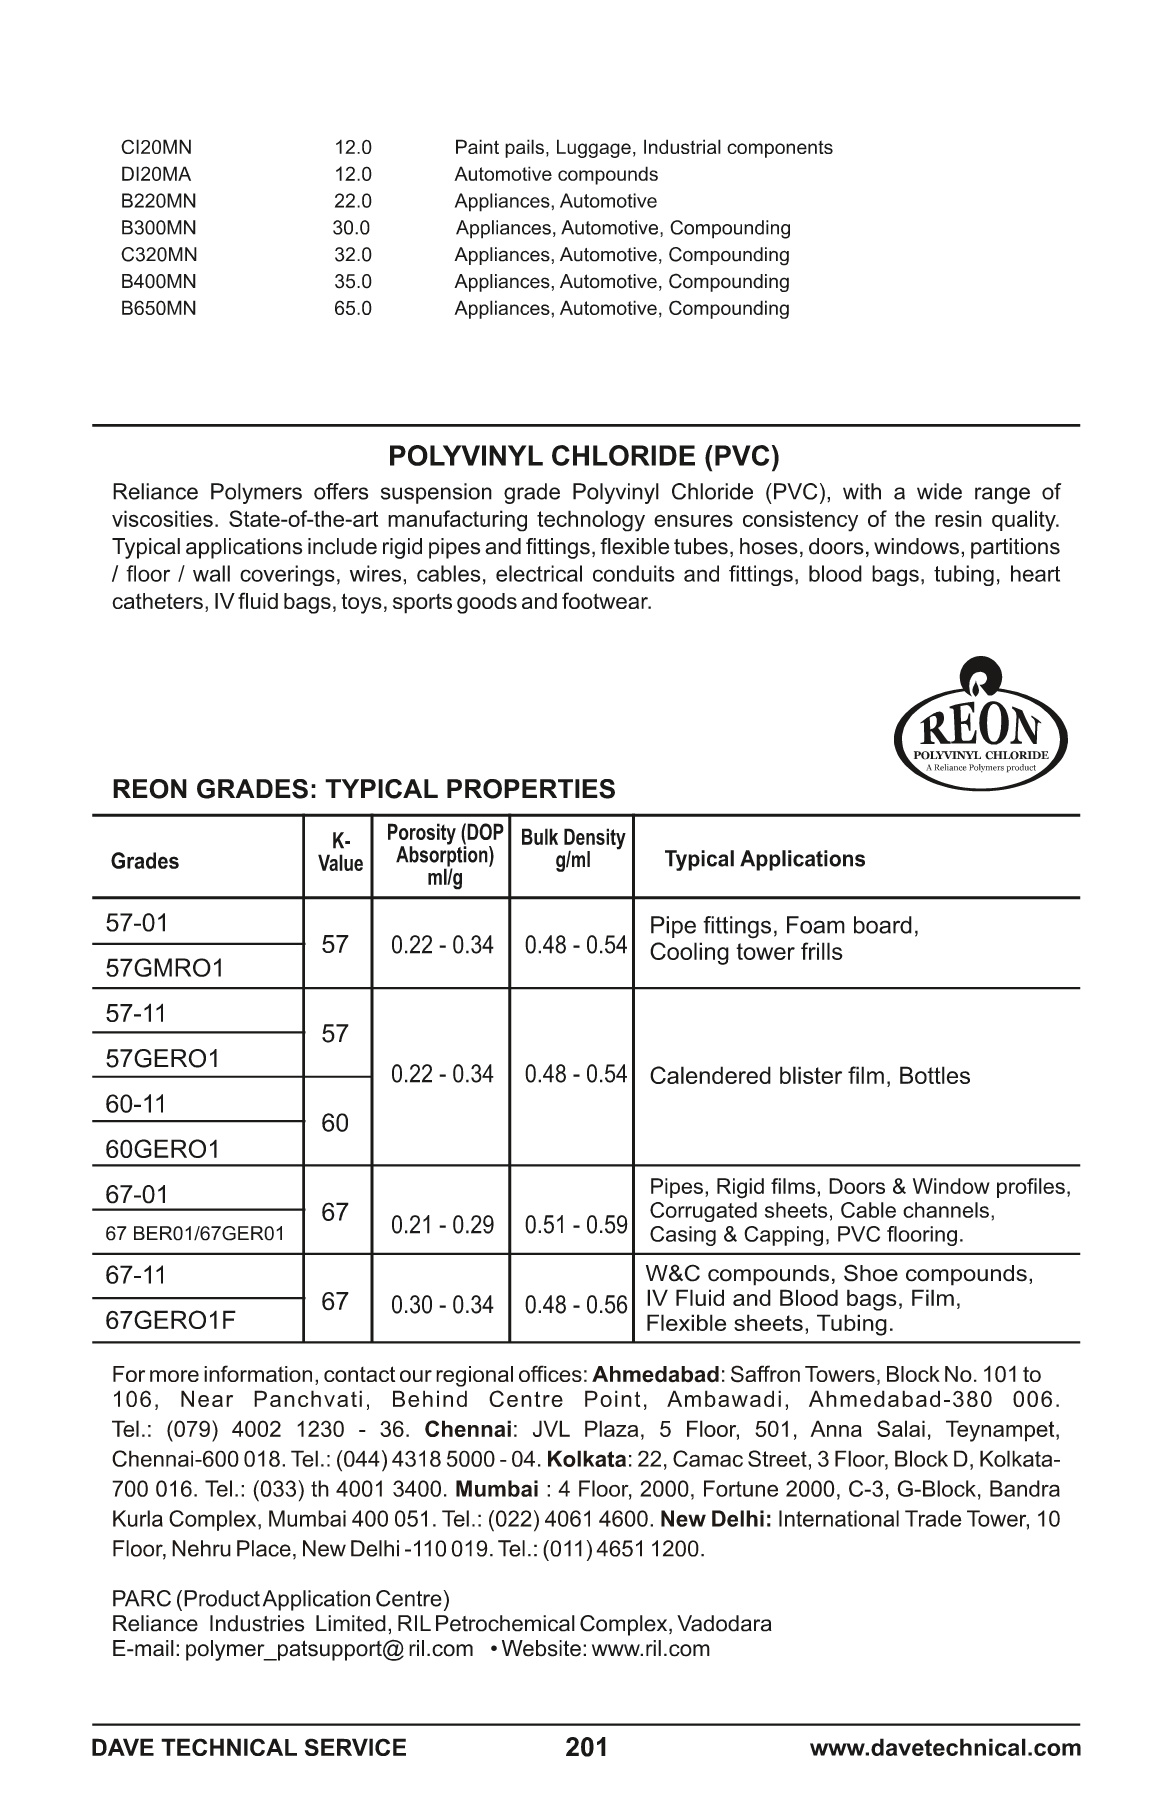 CI20MN 12.0 Paint pails, Luggage, Industrial components
DI20MA 12.0 Automotive compounds
B220MN 22.0 Appliances, Automotive
B300MN 30.0 Appliances, Automotive, Compounding
C320MN 32.0 Appliances, Automotive, Compounding
B400MN 35.0 Appliances, Automotive, Compounding
B650MN 65.0 Appliances, Automotive, Compounding
POLYVINYL CHLORIDE (PVC)
Reliance Polymers offers suspension grade Polyvinyl Chloride (PVC), with a wide range of
viscosities. State-of-the-art manufacturing technology ensures consistency of the resin quality.
Typical applications include rigid pipes and fittings, flexible tubes, hoses, doors, windows, partitions
/ floor / wall coverings, wires, cables, electrical conduits and fittings, blood bags, tubing, heart
catheters, IV fluid bags, toys, sports goods and footwear.
REON
POLYVINYL CHLORIDE
A Reliance Polymers product
REON GRADES: TYPICAL PROPERTIES
Grades
K-
Value
Porosity (DOP
Absorption)
ml/g
Bulk Density
g/ml
Typical Applications
57-01
57GMRO1
57
0.22 - 0.34
0.48 - 0.54
Pipe fittings, Foam board,
Cooling tower frills
57-11
57GERO1
57
60-11
60GERO1
60
0.22 - 0.34
0.48 - 0.54
Calendered blister film, Bottles
67-01
67 BER01/67GER01
67
0.21 - 0.29
0.51 - 0.59
Pipes, Rigid films, Doors & Window profiles,
Corrugated sheets, Cable channels,
Casing & Capping, PVC flooring.
67-11
67GERO1F
67
0.30 - 0.34
0.48 - 0.56
W&C compounds, Shoe compounds,
IV Fluid and Blood bags, Film,
Flexible sheets, Tubing.
For more information, contact our regional offices: Ahmedabad: Saffron Towers, Block No. 101 to
106, Near Panchvati, Behind Centre Point, Ambawadi, Ahmedabad-380 006.
Tel.: (079) 4002 1230 - 36. Chennai: JVL Plaza, 5 Floor, 501, Anna Salai, Teynampet,
Chennai-600 018. Tel.: (044) 4318 5000 - 04. Kolkata: 22, Camac Street, 3 Floor, Block D, Kolkata-
700 016. Tel.: (033) th 4001 3400. Mumbai : 4 Floor, 2000, Fortune 2000, C-3, G-Block, Bandra
Kurla Complex, Mumbai 400 051. Tel.: (022) 4061 4600. New Delhi: International Trade Tower, 10
Floor, Nehru Place, New Delhi -110 019. Tel.: (011) 4651 1200.
PARC (Product Application Centre)
Reliance Industries Limited, RIL Petrochemical Complex, Vadodara
E-mail: polymer_patsupport@ ril.com • Website: www.ril.com
DAVE TECHNICAL SERVICE 201 www.davetechnical.com